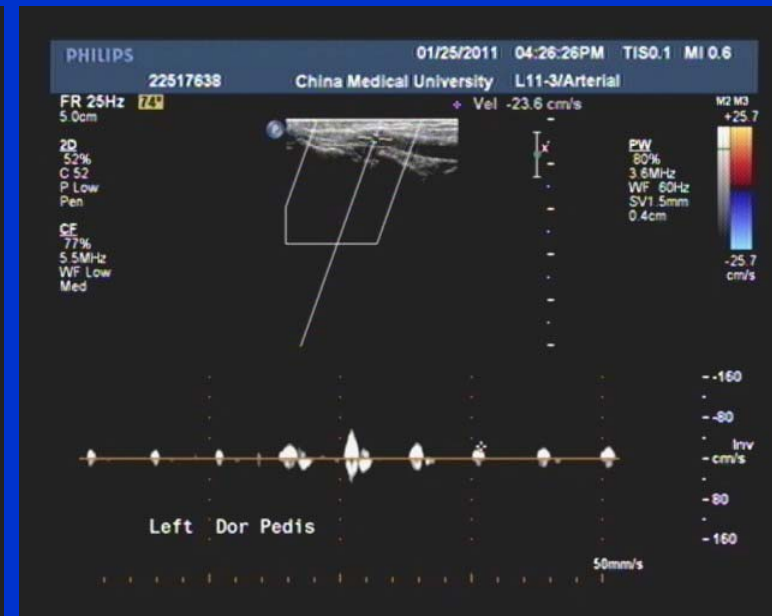 PHILIPS
01/25/2011 04:26:26PM TIS0.1 MI 0.6
22517638 China Medical University L11-3/Arterial
FR 25Hz 74°
5.0cm
Vel -23.6 cm/s
M2 M3
+25.7
2D
52%
C 52
P Low
Pen
CF
77%
5.5MHz
WF Low
Med
P
x
PW
80%
3.6MHz
WF 60Hz
SV1.5mm
0.4cm
-25.7
cm/s
--160
--80
Inv
cm/s
80
160
Left Dor Pedis
50mm/s